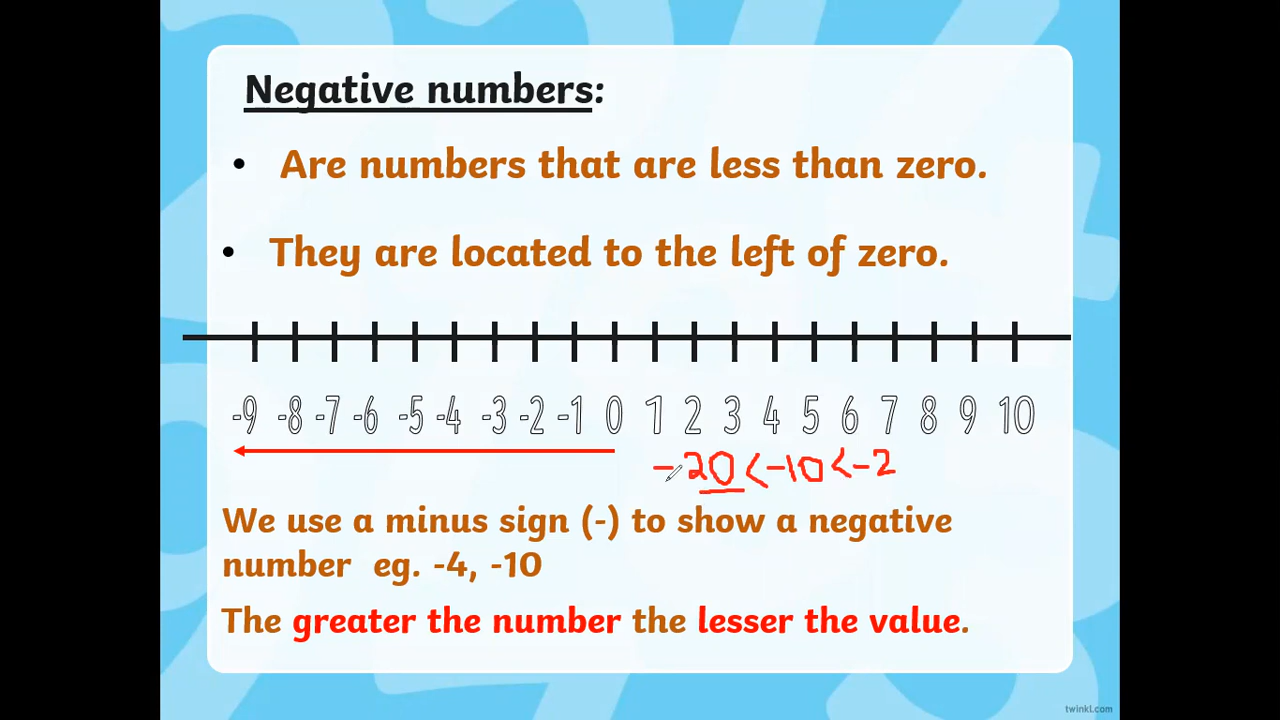 Negative numbers:
• Are numbers that are less than zero.
• They are located to the left of zero.
-9 -8 -7 -6 -5 -4 -3 -2 -1 0 1 2 3 4 5 6 7 8 9 10
-20<-10<-2
We use a minus sign (-) to show a negative
number eg. -4, -10
The greater the number the lesser the value.
twinkl.com